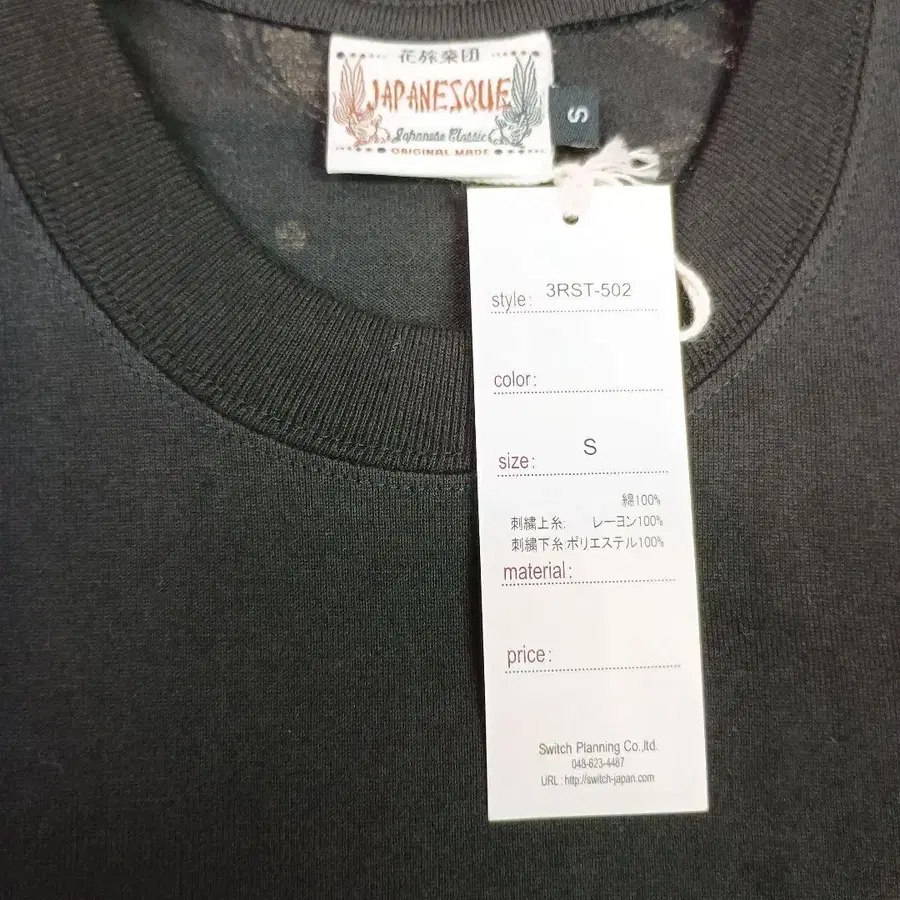 花旅楽団
JAPANESQUE
Japanese Classic
ORIGINAL MADE
S
style: 3RST-502
color:
size: S
綿100%
刺繍上糸: レーヨン100%
刺繍下糸:ポリエステル100%
material:
price:
Switch Planning Co.,ltd.
048-623-4487
URL : http://switch-japan.com